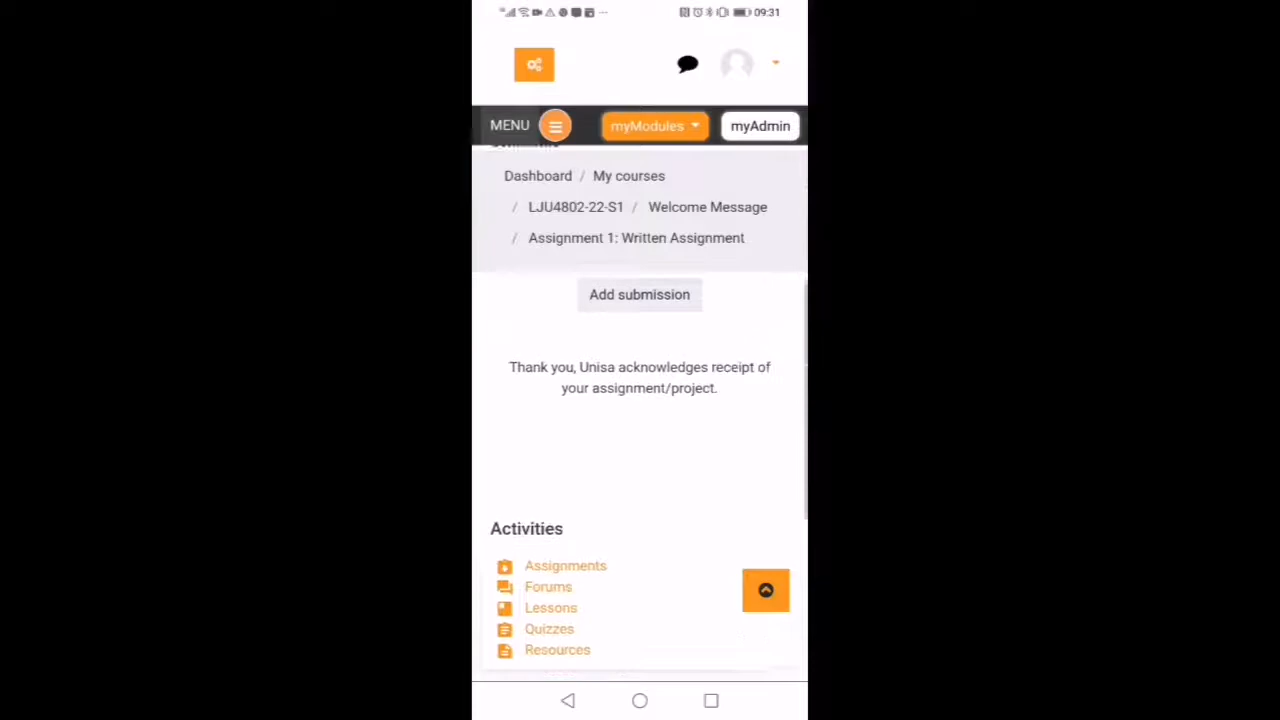 09:31
MENU
myModules
myAdmin
Dashboard / My courses
/ LJU4802-22-S1 / Welcome Message
/ Assignment 1: Written Assignment
Add submission
Thank you, Unisa acknowledges receipt of
your assignment/project.
Activities
Assignments
Forums
Lessons
Quizzes
Resources